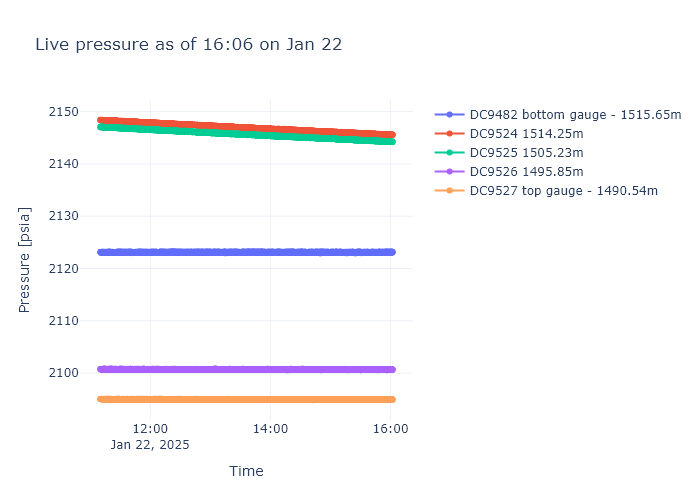 Live pressure as of 16:06 on Jan 22
DC9482 bottom gauge - 1515.65m
DC9524 1514.25m
DC9525 1505.23m
DC9526 1495.85m
DC9527 top gauge - 1490.54m
Pressure [psia]
2150
2140
2130
2120
2110
2100
12:00
Jan 22, 2025
14:00
16:00
Time